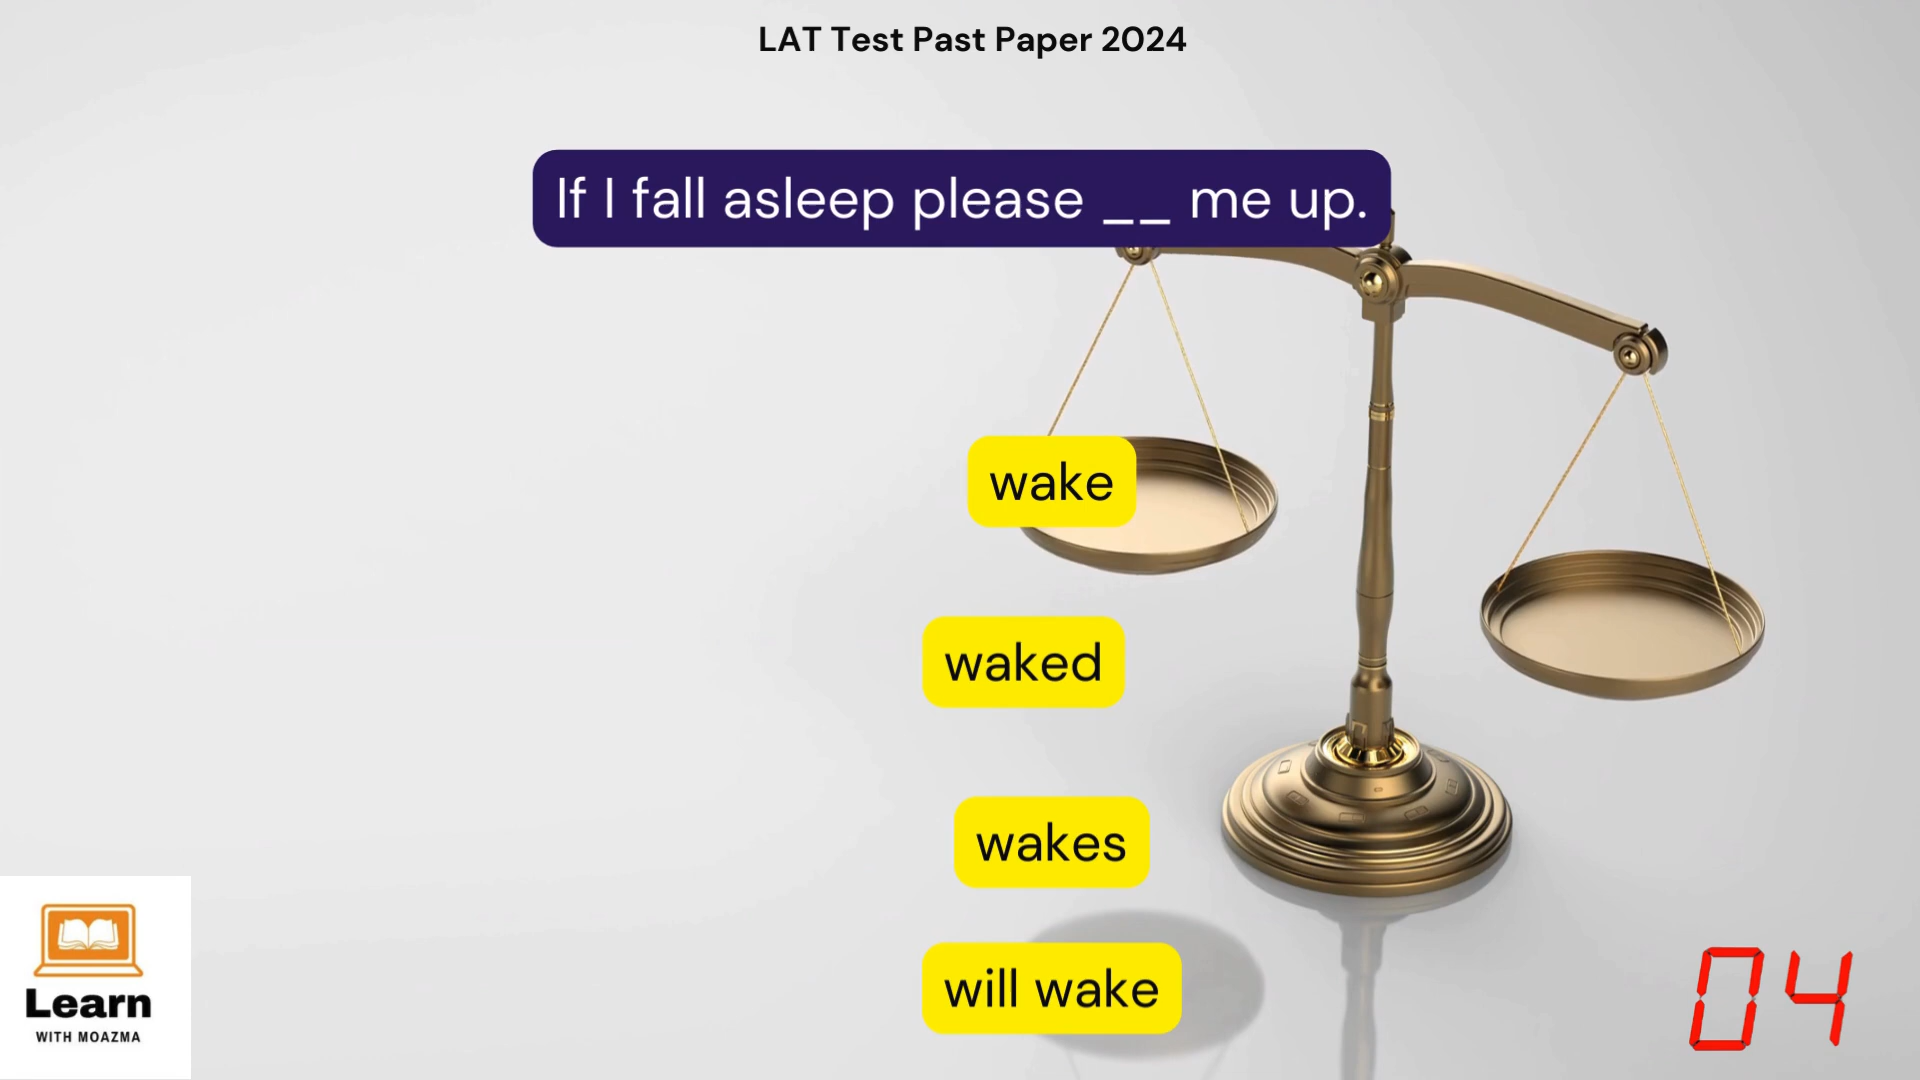 LAT Test Past Paper 2024
If I fall asleep please __ me up.
wake
waked
wakes
will wake
Learn
WITH MOAZMA
04